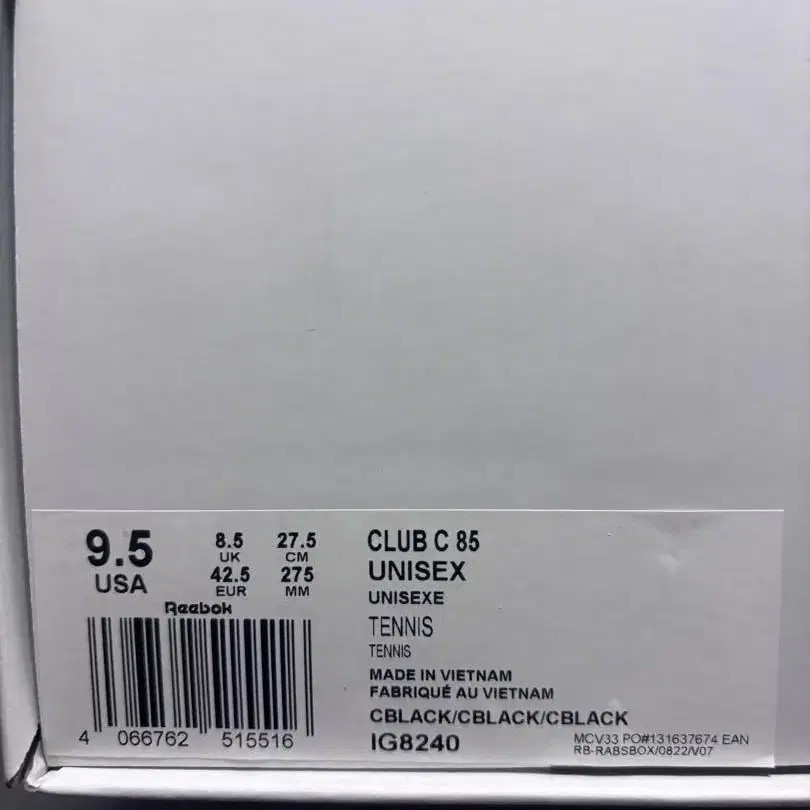 9.5
USA
8.5
UK
27.5
CM
42.5
EUR
275
MM
Reebok
4 066762 515516
CLUB C 85
UNISEX
UNISEXE
TENNIS
TENNIS
MADE IN VIETNAM
FABRIQUÉ AU VIETNAM
CBLACK/CBLACK/CBLACK
IG8240
MCV33 PO#131637674 EAN
RB-RABSBOX/0822/V07